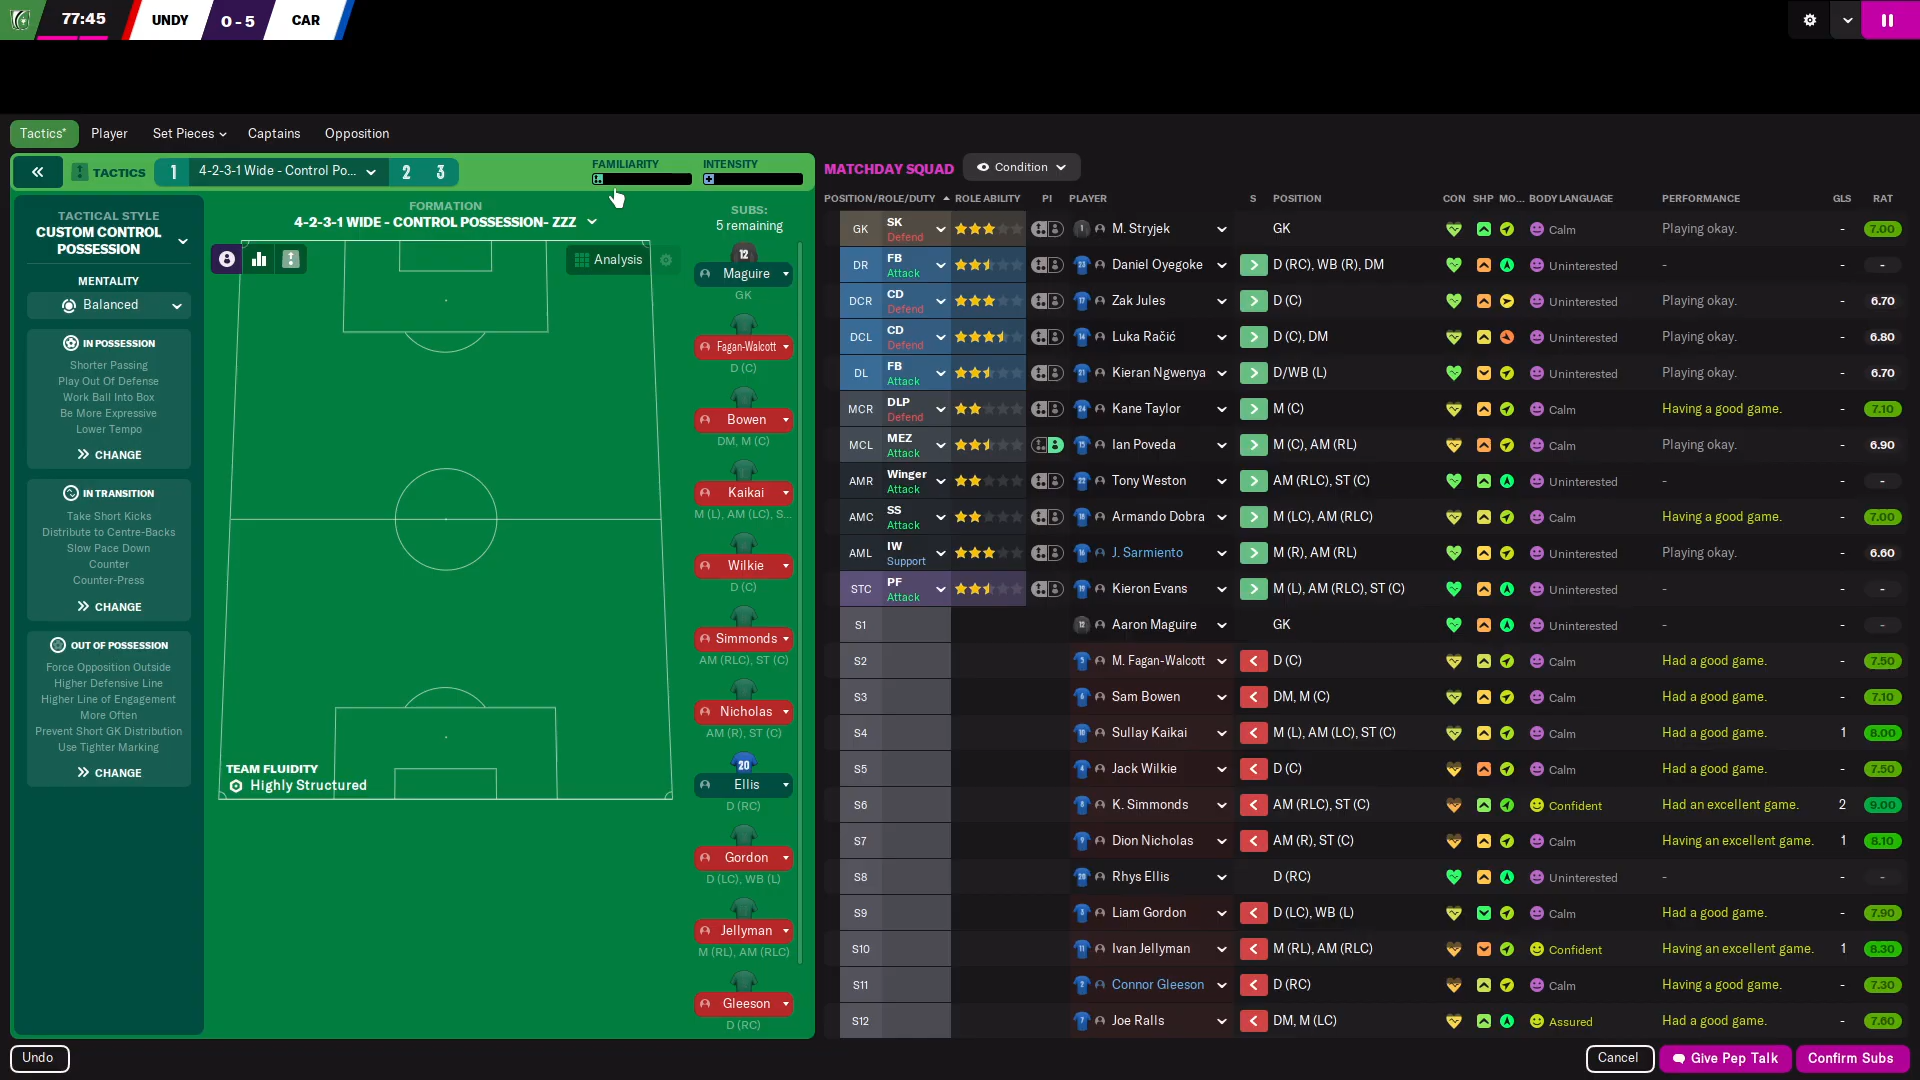 77:45 UNDY 0 - 5 CAR
Tactics* Player Set Pieces Captains Opposition
TACTICS 1 4-2-3-1 Wide - Control Po... 2 3 FAMILIARITY INTENSITY
TACTICAL STYLE
CUSTOM CONTROL
POSSESSION
MENTALITY
Balanced
IN POSSESSION
Shorter Passing
Play Out Of Defense
Work Ball Into Box
Be More Expressive
Lower Tempo
CHANGE
IN TRANSITION
Take Short Kicks
Distribute to Centre-Backs
Slow Pace Down
Counter
Counter-Press
CHANGE
OUT OF POSSESSION
Force Opposition Outside
Higher Defensive Line
Higher Line of Engagement
More Often
Prevent Short GK Distribution
Use Tighter Marking
CHANGE
FORMATION
4-2-3-1 WIDE - CONTROL POSSESSION- ZZZ
Analysis
TEAM FLUIDITY
Highly Structured
SUBS:
5 remaining
12
Maguire
GK
Fagan-Walcott
D (C)
Bowen
DM, M (C)
Kaikai
M (L), AM (LC), S...
Wilkie
D (C)
Simmonds
AM (RLC), ST (C)
Nicholas
AM (R), ST (C)
20
Ellis
D (RC)
Gordon
D (LC), WB (L)
Jellyman
M (RL), AM (RLC)
Gleeson
D (RC)
MATCHDAY SQUAD Condition
POSITION/ROLE/DUTY ROLE ABILITY PI PLAYER S POSITION CON SHP MO... BODY LANGUAGE PERFORMANCE GLS RAT
GK SK Defend M. Stryjek GK Calm Playing okay. - 7.00
DR FB Attack Daniel Oyegoke D (RC), WB (R), DM Uninterested - - -
DCR CD Defend Zak Jules D (C) Uninterested Playing okay. - 6.70
DCL CD Defend Luka Račić D (C), DM Uninterested Playing okay. - 6.80
DL FB Attack Kieran Ngwenya D/WB (L) Uninterested Playing okay. - 6.70
MCR DLP Defend Kane Taylor M (C) Calm Having a good game. - 7.10
MCL MEZ Attack Ian Poveda M (C), AM (RL) Calm Playing okay. - 6.90
AMR Winger Attack Tony Weston AM (RLC), ST (C) Uninterested - - -
AMC SS Attack Armando Dobra M (LC), AM (RLC) Calm Having a good game. - 7.00
AML IW Support J. Sarmiento M (R), AM (RL) Calm Playing okay. - 6.60
STC PF Attack Kieron Evans M (L), AM (RLC), ST (C) Uninterested - - -
S1 Aaron Maguire GK Uninterested - - -
S2 M. Fagan-Walcott D (C) Calm Had a good game. - 7.50
S3 Sam Bowen DM, M (C) Calm Had a good game. - 7.10
S4 Sullay Kaikai M (L), AM (LC), ST (C) Calm Had a good game. 1 8.00
S5 Jack Wilkie D (C) Calm Had a good game. - 7.50
S6 K. Simmonds AM (RLC), ST (C) Confident Had an excellent game. 2 9.00
S7 Dion Nicholas AM (R), ST (C) Calm Having an excellent game. 1 8.10
S8 Rhys Ellis D (RC) Uninterested - - -
S9 Liam Gordon D (LC), WB (L) Calm Had a good game. - 7.90
S10 Ivan Jellyman M (RL), AM (RLC) Confident Having an excellent game. 1 8.30
S11 Connor Gleeson D (RC) Calm Having a good game. - 7.30
S12 Joe Ralls DM, M (LC) Assured Had a good game. - 7.60
Undo Cancel Give Pep Talk Confirm Subs